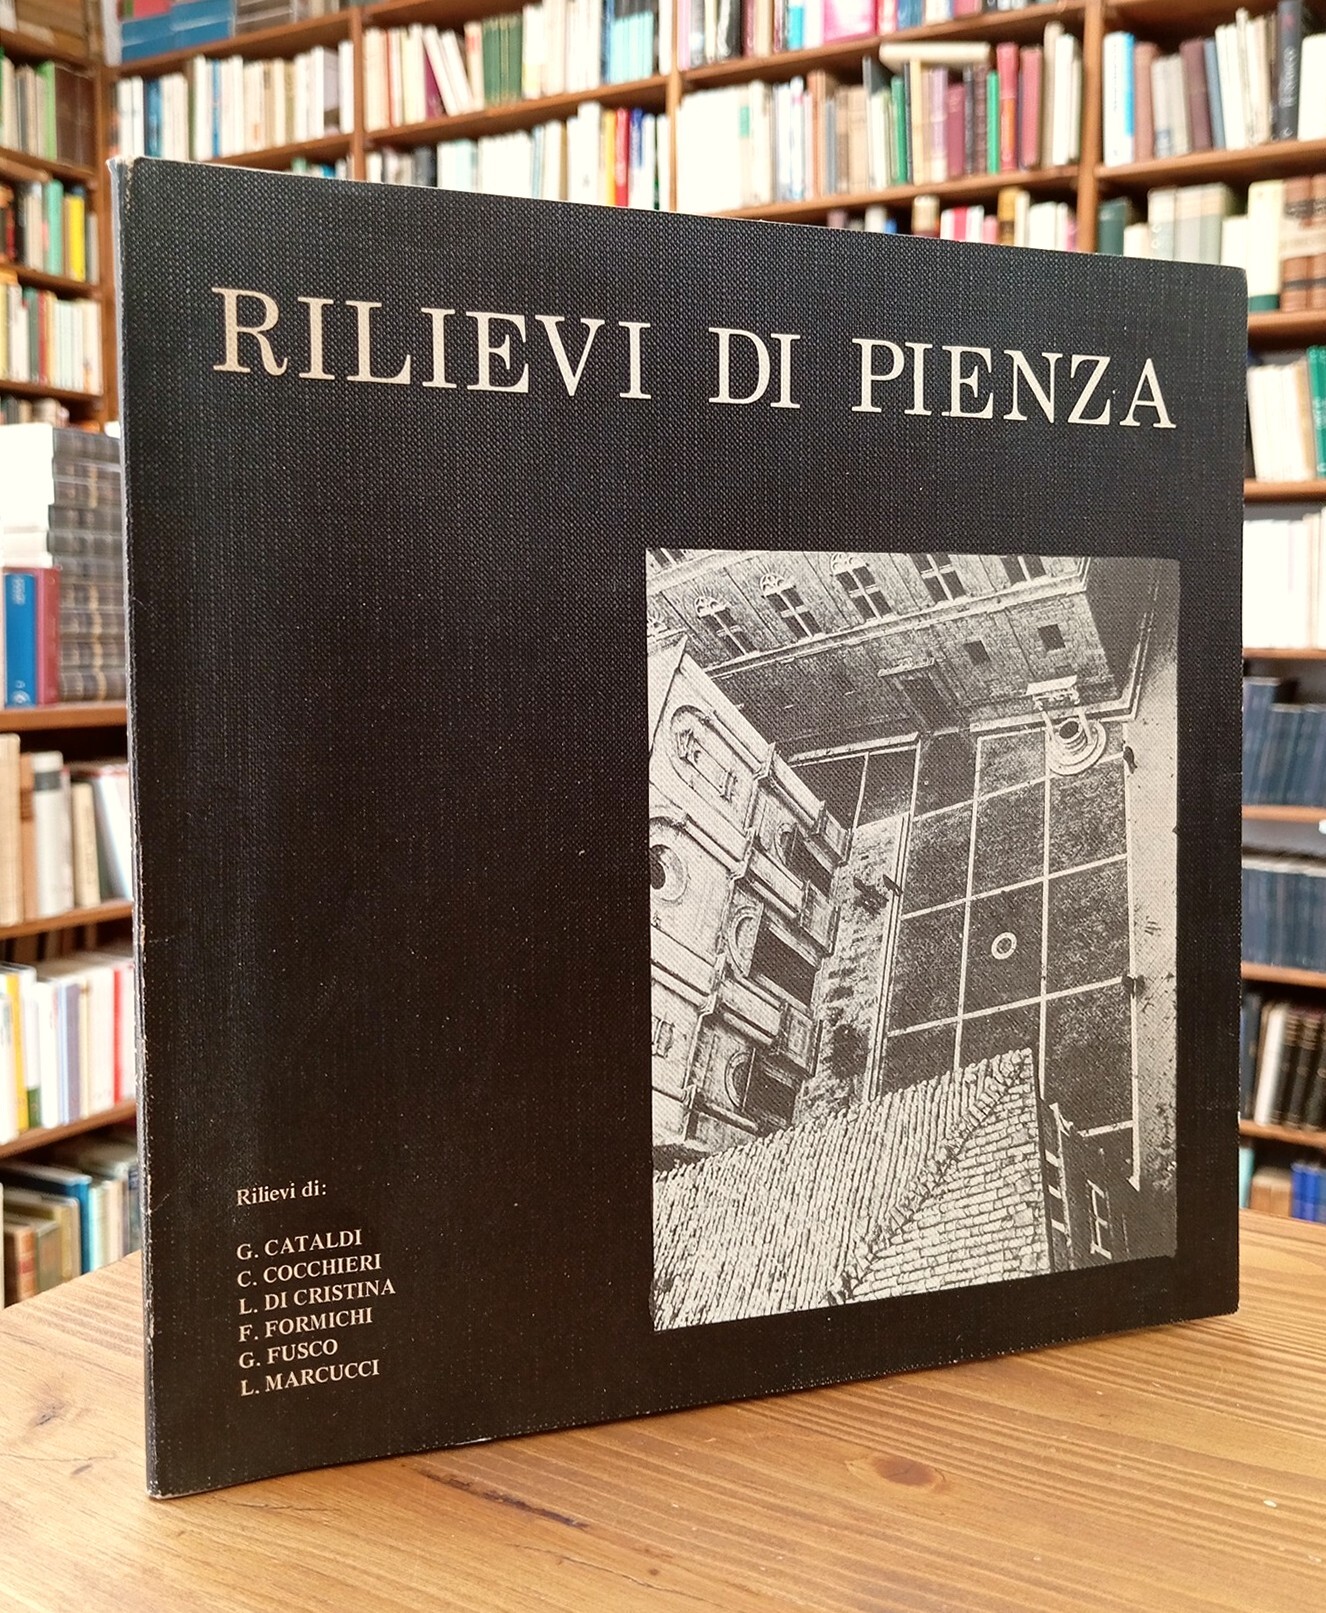 RILIEVI DI PIENZA
Rilievi di:
G. CATALDI
C. COCCHIERI
L. DI CRISTINA
F. FORMICHI
G. FUSCO
L. MARCUCCI